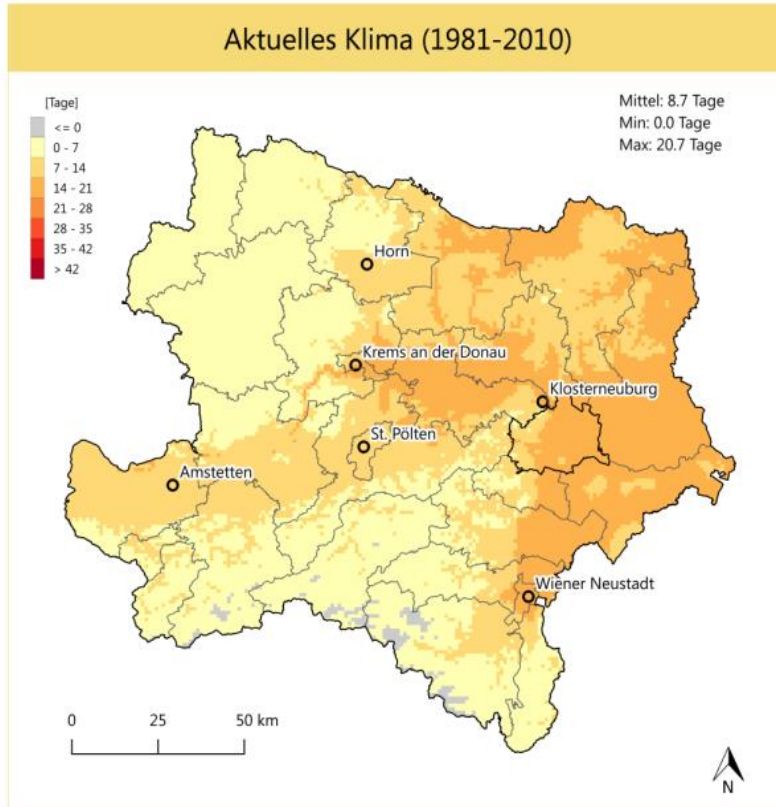 Aktuelles Klima (1981-2010)
[Tage]
<= 0
0 - 7
7 - 14
14 - 21
21 - 28
28 - 35
35 - 42
> 42
Mittel: 8.7 Tage
Min: 0.0 Tage
Max: 20.7 Tage
Horn
Krems an der Donau
Klosterneuburg
St. Pölten
Amstetten
Wiener Neustadt
0 25 50 km
N